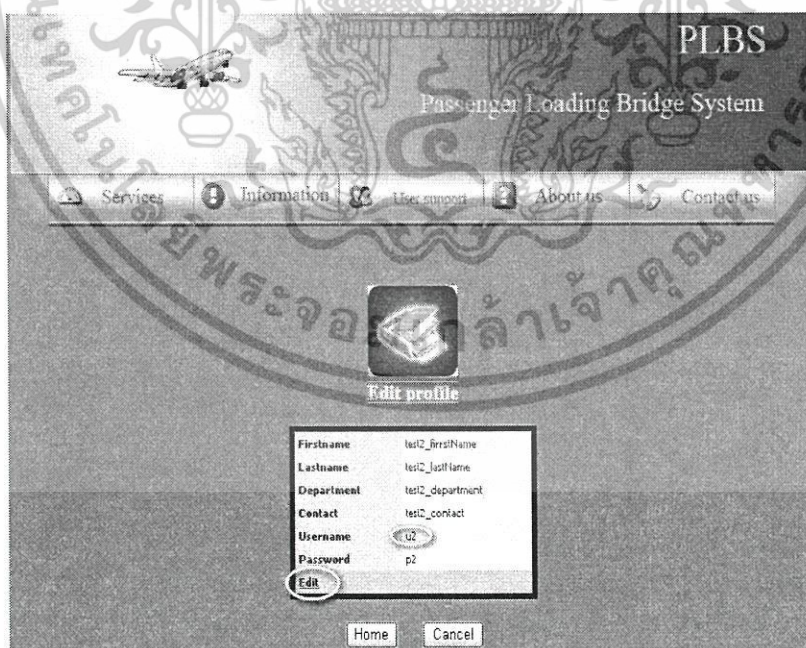 PLBS
Passenger Loading Bridge System
Services Information User support About us Contact us
Edit profile
Firstname test2_firrstName
Lastname test2_lastName
Department test2_department
Contact test2_contact
Username u2
Password p2
Edit
Home Cancel